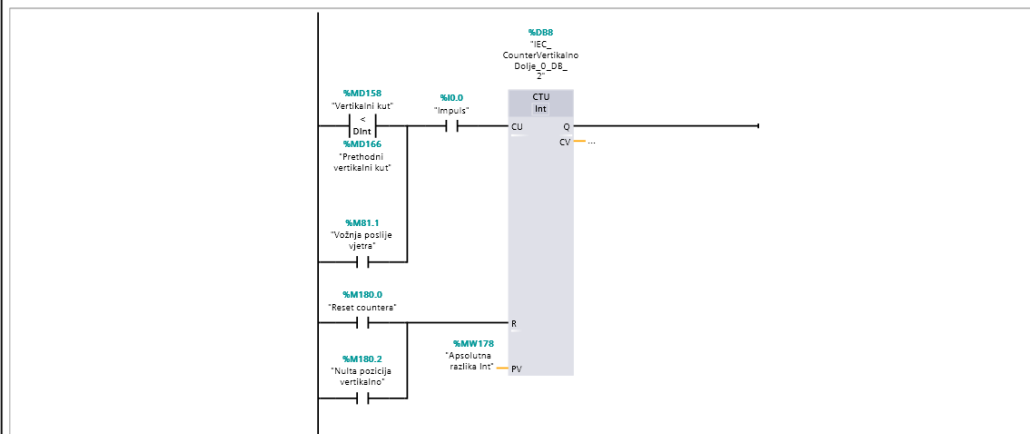 %DB8
"IEC_
CounterVertikalno
Dolje_0_DB_
2"
CTU
Int
%MD158
"Vertikalni kut"
<
DInt
%MD166
"Prethodni
vertikalni kut"
%I0.0
"Impuls"
CU
Q
CV
...
%M81.1
"Vožnja poslije
vjetra"
%M180.0
"Reset countera"
R
%M180.2
"Nulta pozicija
vertikalno"
%MW178
"Apsolutna
razlika Int"
PV